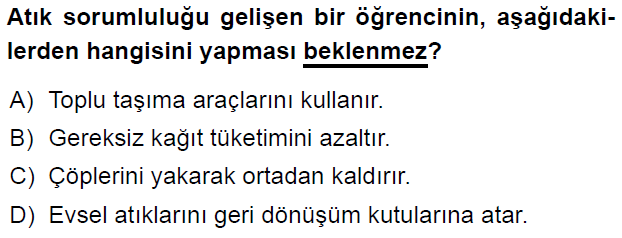 Atık sorumluluğu gelişen bir öğrencinin, aşağıdaki-
lerden hangisini yapması beklenmez?
A) Toplu taşıma araçlarını kullanır.
B) Gereksiz kağıt tüketimini azaltır.
C) Çöplerini yakarak ortadan kaldırır.
D) Evsel atıklarını geri dönüşüm kutularına atar.